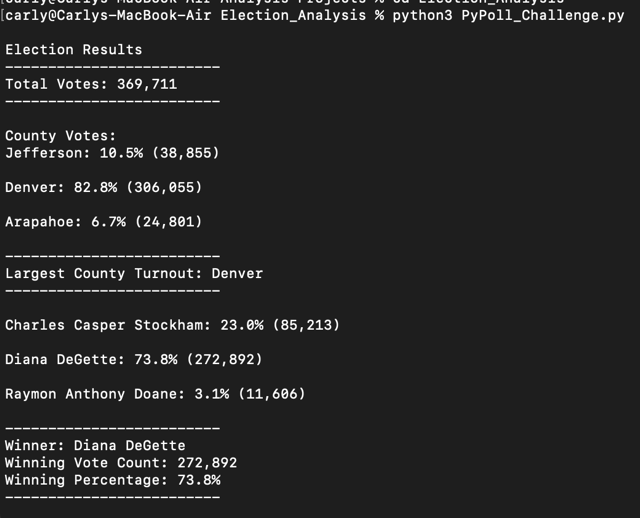 [carly@Carlys-MacBook-Air Election_Analysis % python3 PyPoll_Challenge.py

Election Results
-------------------------
Total Votes: 369,711
-------------------------

County Votes:
Jefferson: 10.5% (38,855)

Denver: 82.8% (306,055)

Arapahoe: 6.7% (24,801)

-------------------------
Largest County Turnout: Denver
-------------------------

Charles Casper Stockham: 23.0% (85,213)

Diana DeGette: 73.8% (272,892)

Raymon Anthony Doane: 3.1% (11,606)

-------------------------
Winner: Diana DeGette
Winning Vote Count: 272,892
Winning Percentage: 73.8%
-------------------------